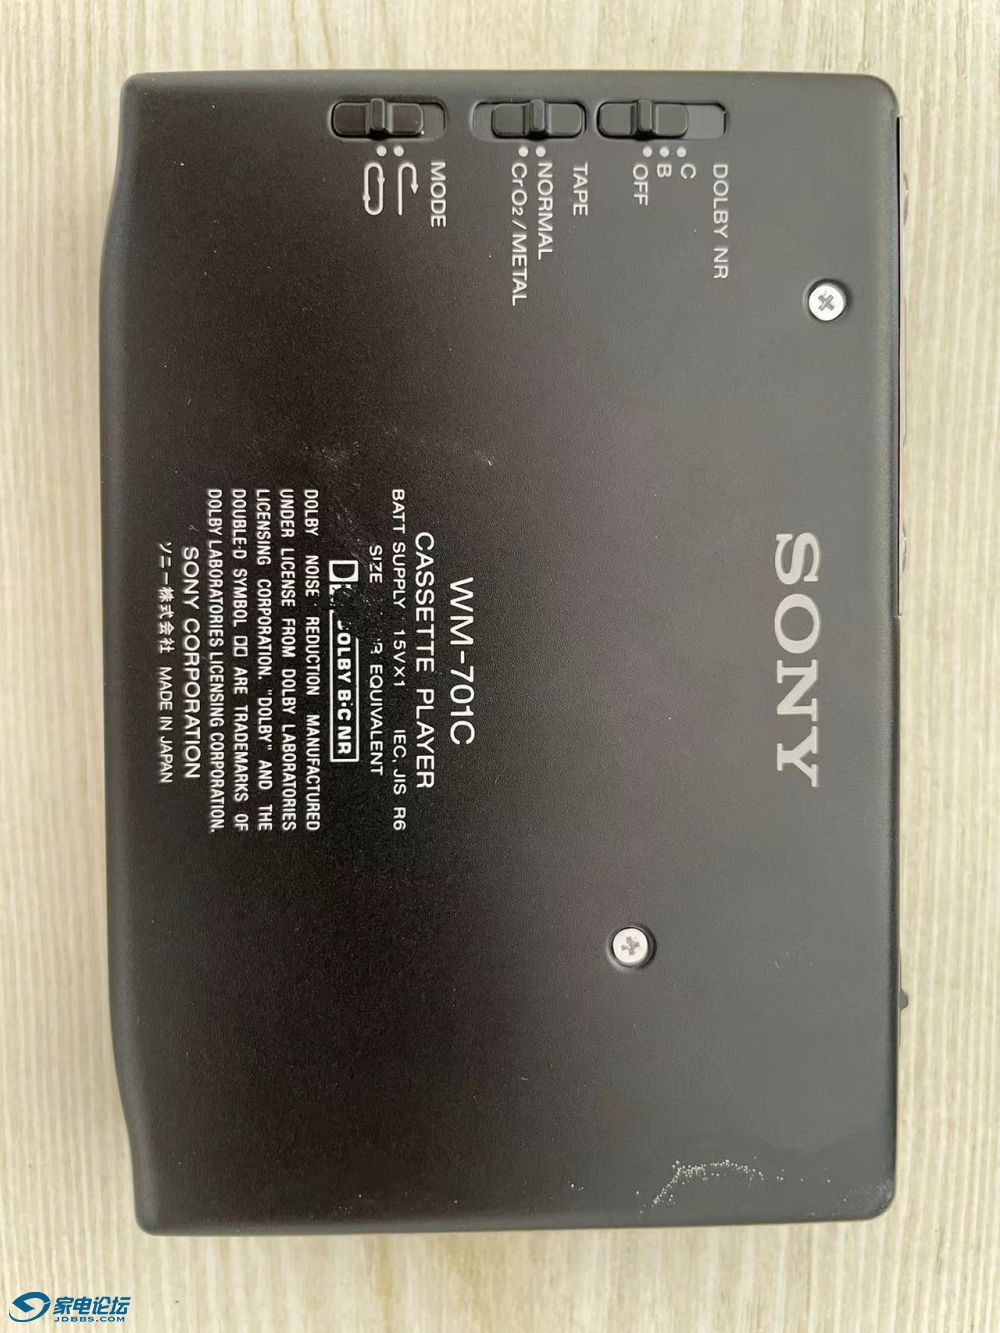 DOLBY NR
C
B
OFF
TAPE
NORMAL
CrO2/METAL
MODE
SONY
WM-701C
CASSETTE PLAYER
BATT SUPPLY 1.5V×1 IEC, JIS R6
SIZE EQUIVALENT
DOLBY B·C NR
DOLBY NOISE REDUCTION MANUFACTURED
UNDER LICENSE FROM DOLBY LABORATORIES
LICENSING CORPORATION. "DOLBY" AND THE
DOUBLE-D SYMBOL ARE TRADEMARKS OF
DOLBY LABORATORIES LICENSING CORPORATION.
SONY CORPORATION
ソニー株式会社 MADE IN JAPAN
家电论坛
JDBBS.COM